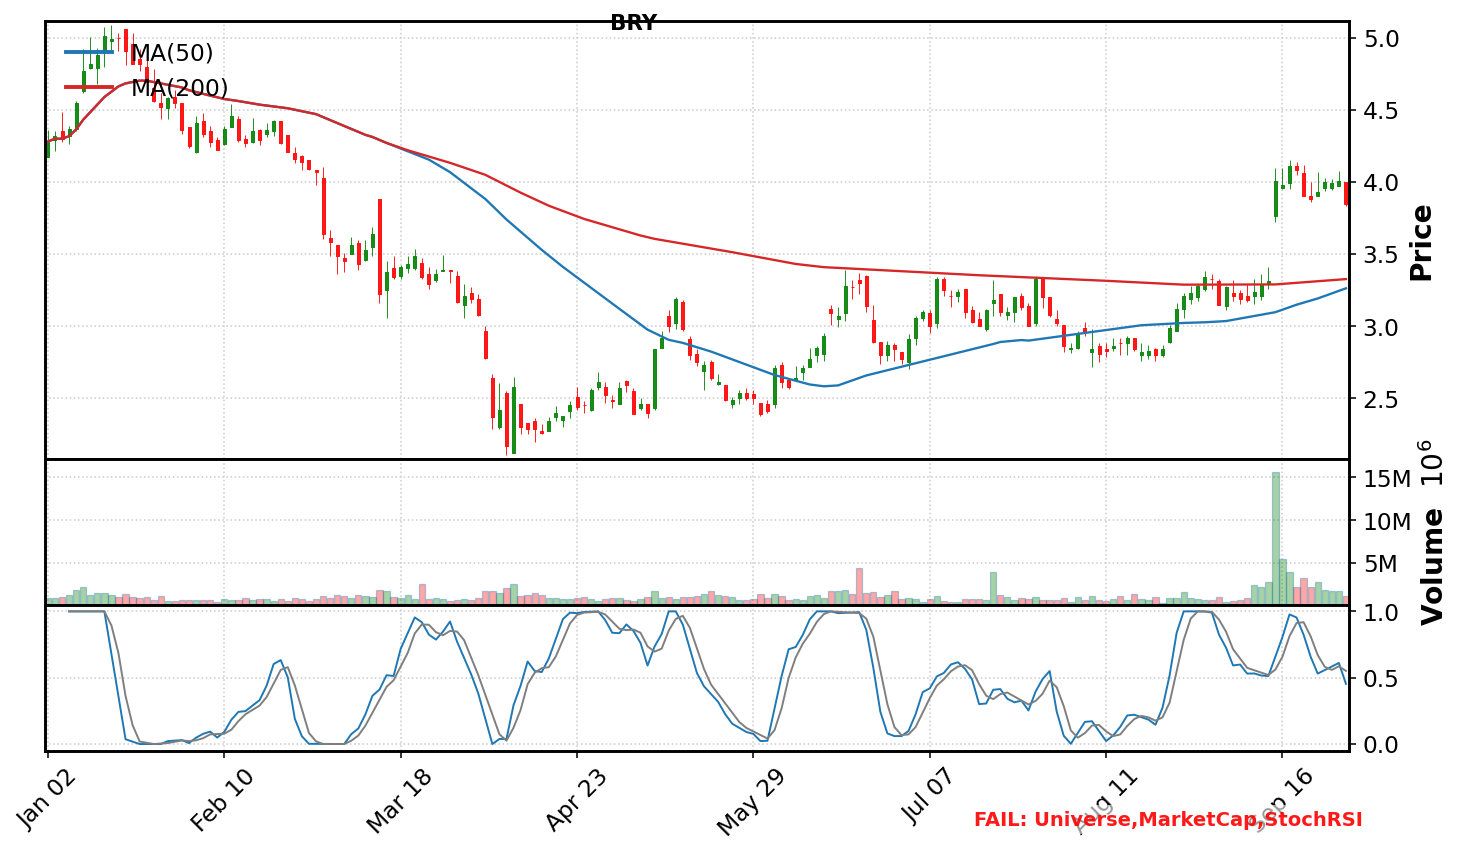 BRY
MA(50)
MA(200)
5.0
4.5
4.0
3.5
3.0
2.5
Price
15M
10M
5M
Volume 10^6
1.0
0.5
0.0
Jan 02
Feb 10
Mar 18
Apr 23
May 29
Jul 07
Aug 11
Sep 16
FAIL: Universe,MarketCap,StochRSI